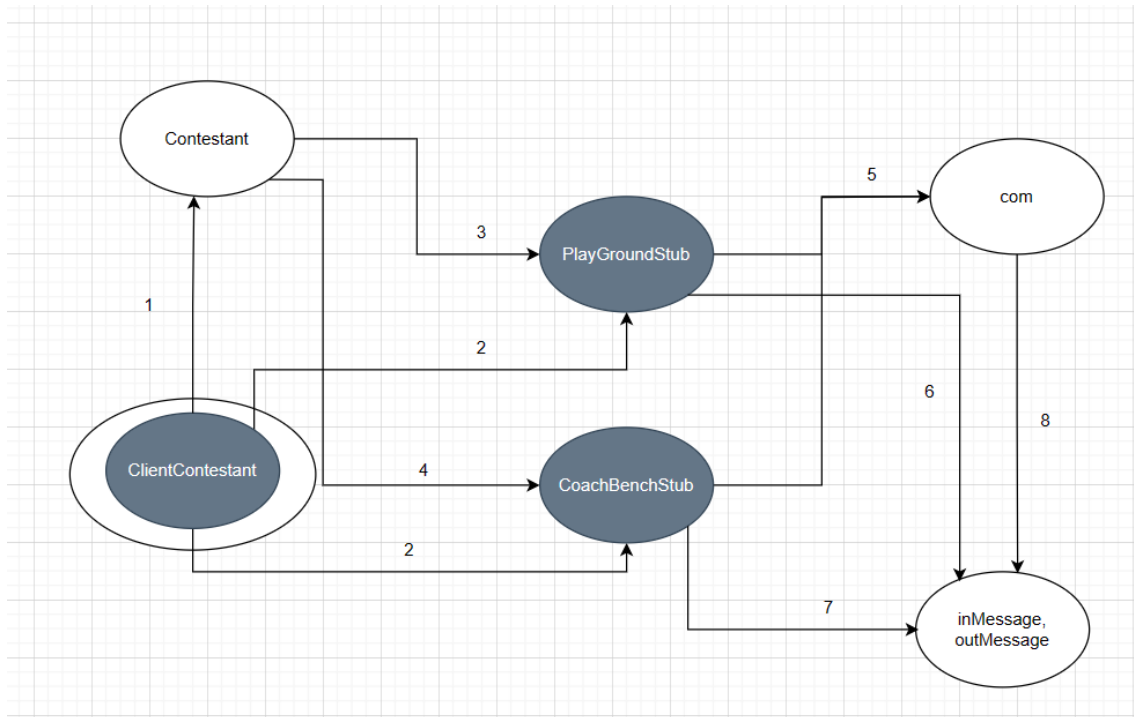 Contestant
5
com
3
PlayGroundStub
1
2
6
8
ClientContestant
4
CoachBenchStub
2
7
inMessage,
outMessage